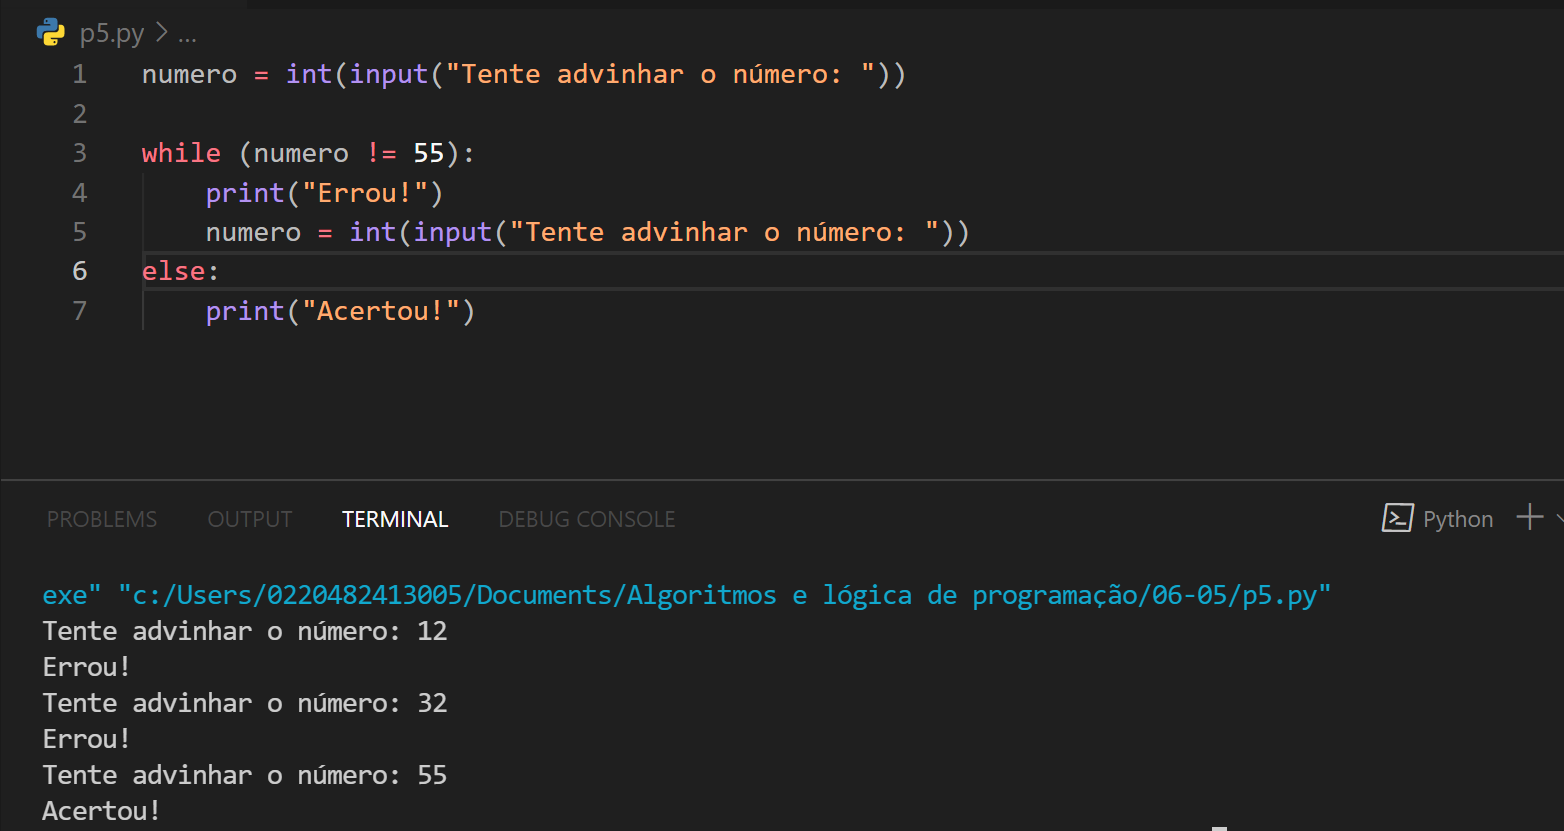 p5.py > ...
1 numero = int(input("Tente advinhar o número: "))
2
3 while (numero != 55):
4     print("Errou!")
5     numero = int(input("Tente advinhar o número: "))
6 else:
7     print("Acertou!")
PROBLEMS OUTPUT TERMINAL DEBUG CONSOLE Python
exe" "c:/Users/0220482413005/Documents/Algoritmos e lógica de programação/06-05/p5.py"
Tente advinhar o número: 12
Errou!
Tente advinhar o número: 32
Errou!
Tente advinhar o número: 55
Acertou!